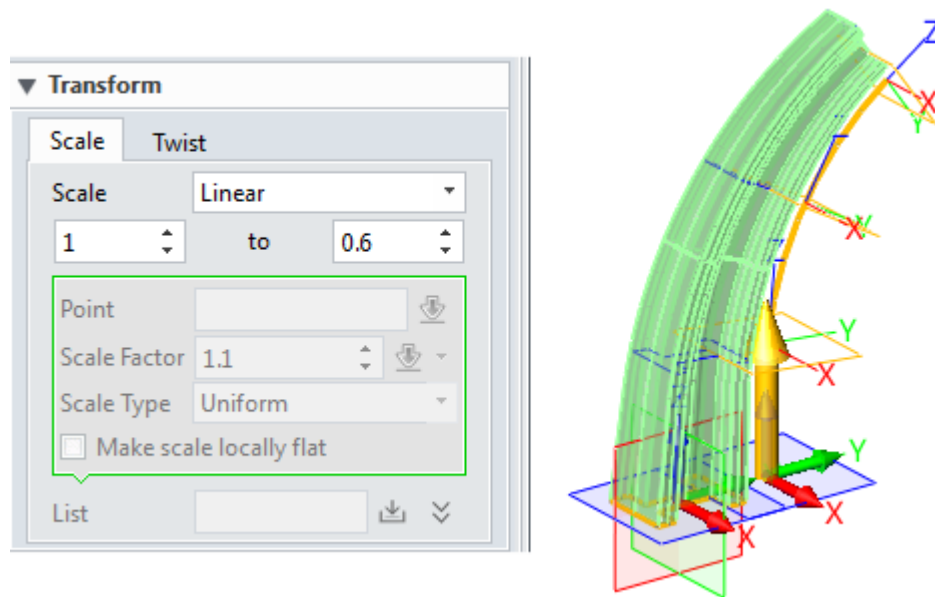 Transform
Scale Twist
Scale Linear
1 to 0.6
Point
Scale Factor 1.1
Scale Type Uniform
Make scale locally flat
List
Z
X
Y
Y
X
Y
X
Y
X
X